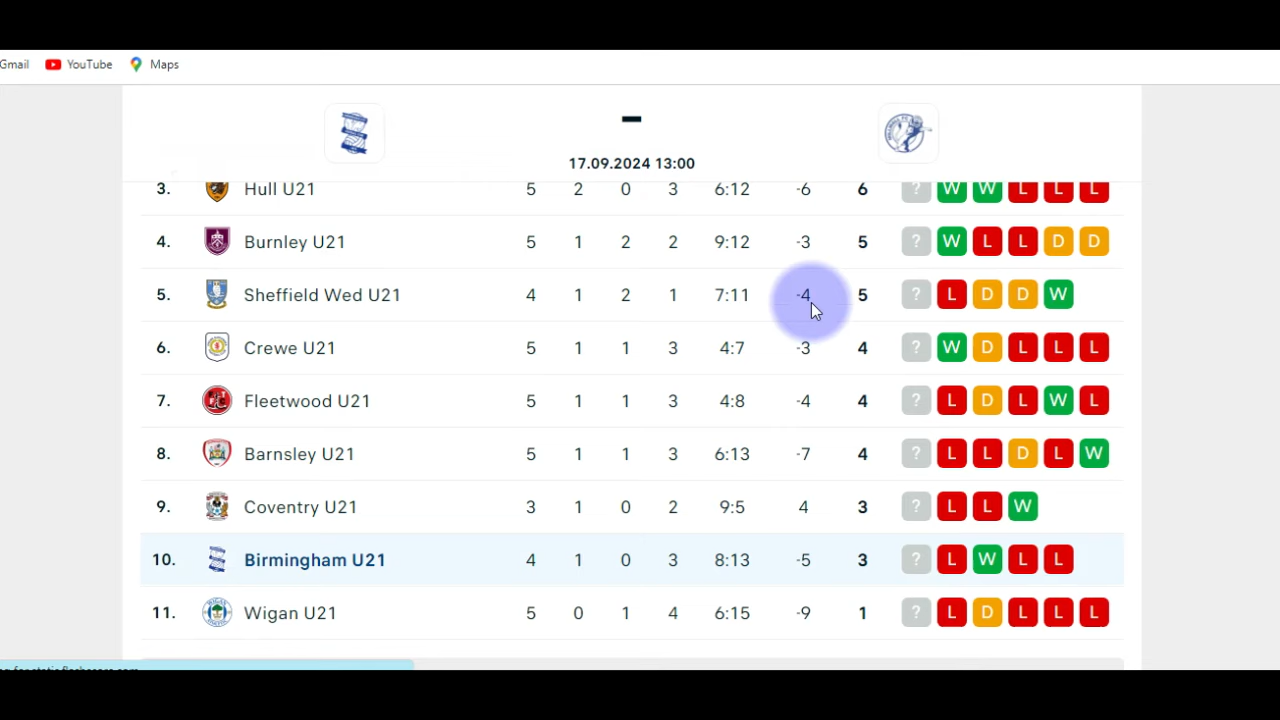 Gmail YouTube Maps
17.09.2024 13:00
3. Hull U21 5 2 0 3 6:12 -6 6 ? W W L L L
4. Burnley U21 5 1 2 2 9:12 -3 5 ? W L L D D
5. Sheffield Wed U21 4 1 2 1 7:11 -4 5 ? L D D W
6. Crewe U21 5 1 1 3 4:7 -3 4 ? W D L L L
7. Fleetwood U21 5 1 1 3 4:8 -4 4 ? L D L W L
8. Barnsley U21 5 1 1 3 6:13 -7 4 ? L L D L W
9. Coventry U21 3 1 0 2 9:5 4 3 ? L L W
10. Birmingham U21 4 1 0 3 8:13 -5 3 ? L W L L
11. Wigan U21 5 0 1 4 6:15 -9 1 ? L D L L L